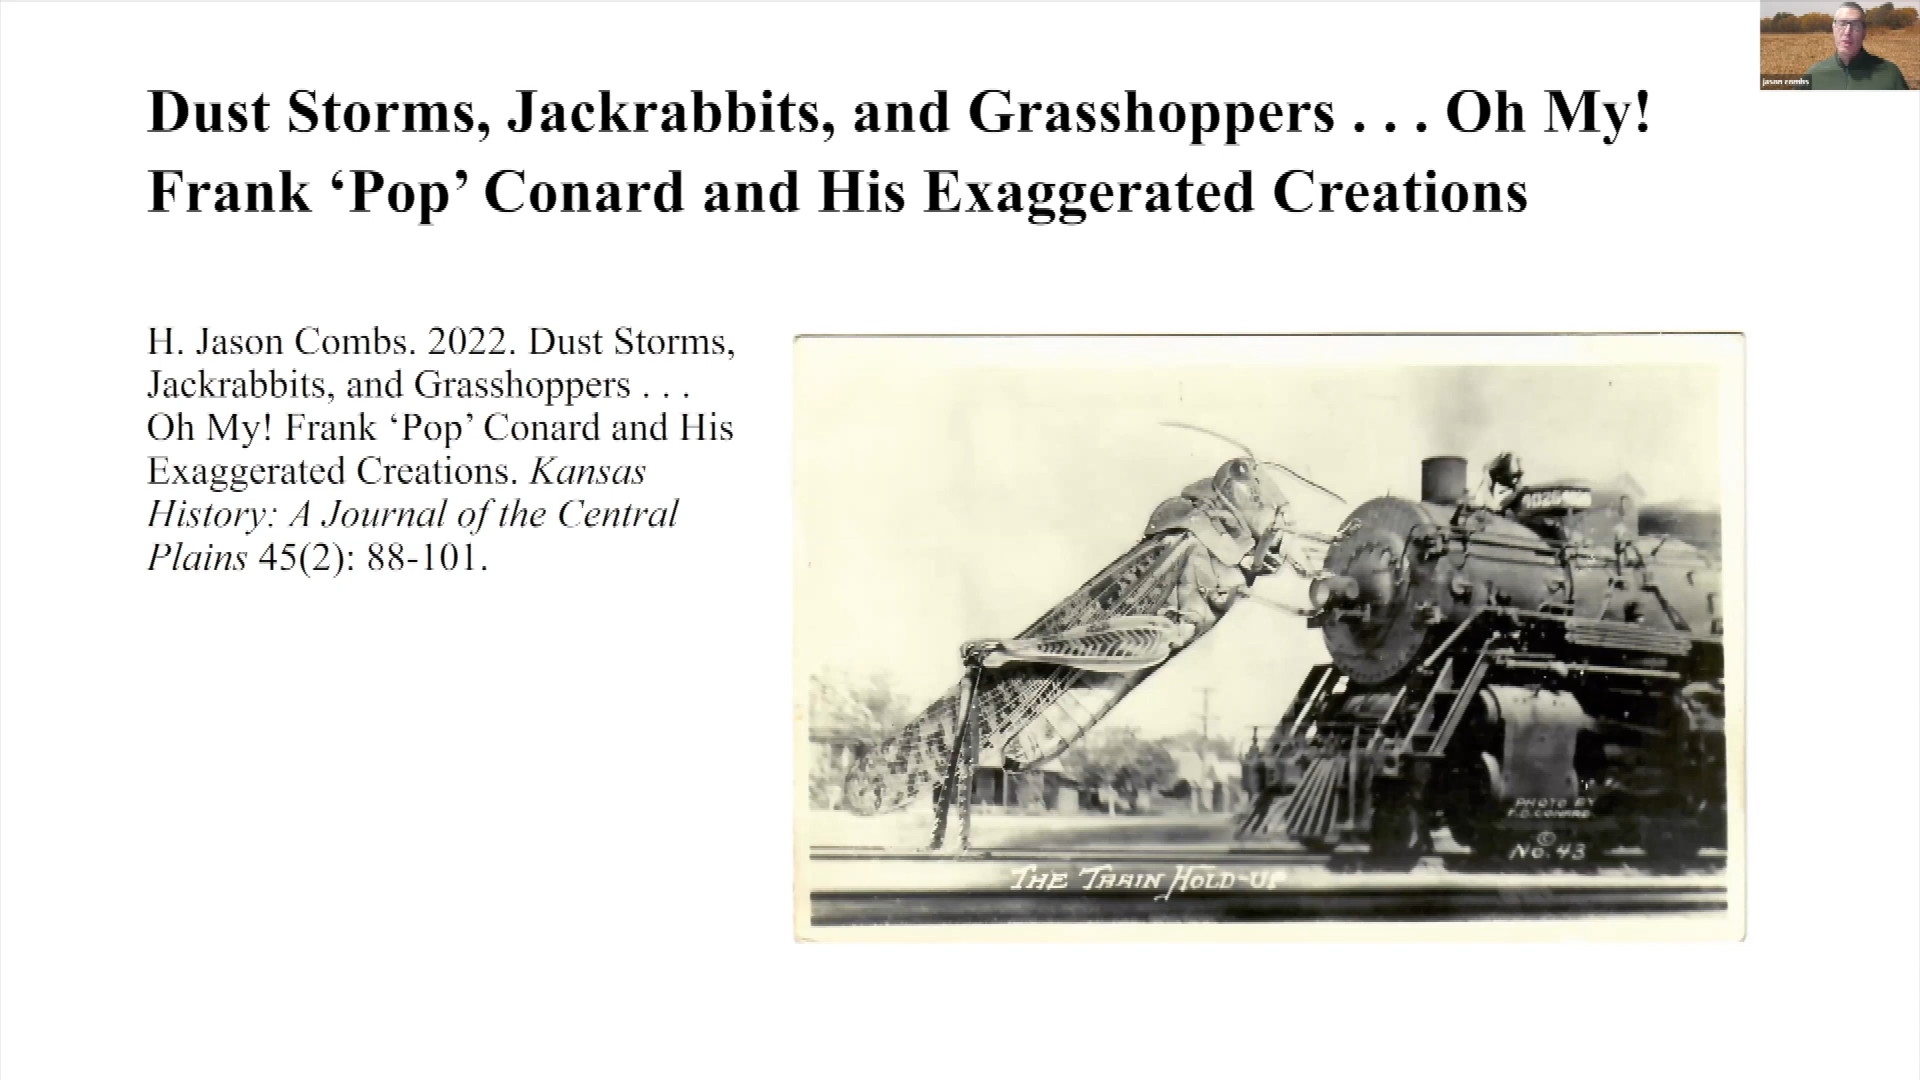 jason combs
Dust Storms, Jackrabbits, and Grasshoppers . . . Oh My!
Frank ‘Pop’ Conard and His Exaggerated Creations
H. Jason Combs. 2022. Dust Storms,
Jackrabbits, and Grasshoppers . . .
Oh My! Frank ‘Pop’ Conard and His
Exaggerated Creations. Kansas
History: A Journal of the Central
Plains 45(2): 88-101.
PHOTO BY
F.D. CONARD
©
No. 43
THE TRAIN HOLD-UP